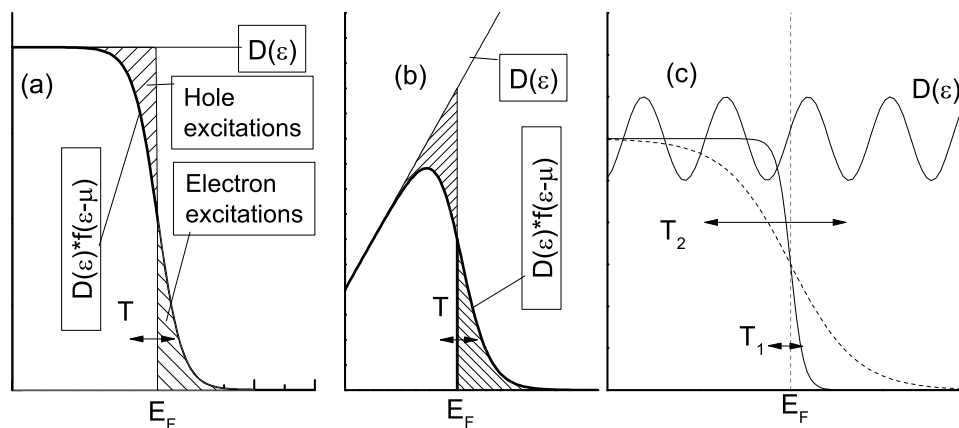 (a)
D(ε)
Hole
excitations
Electron
excitations
D(ε)*f(ε-μ)
T
E_F
(b)
D(ε)
D(ε)*f(ε-μ)
T
E_F
(c)
D(ε)
T_2
T_1
E_F